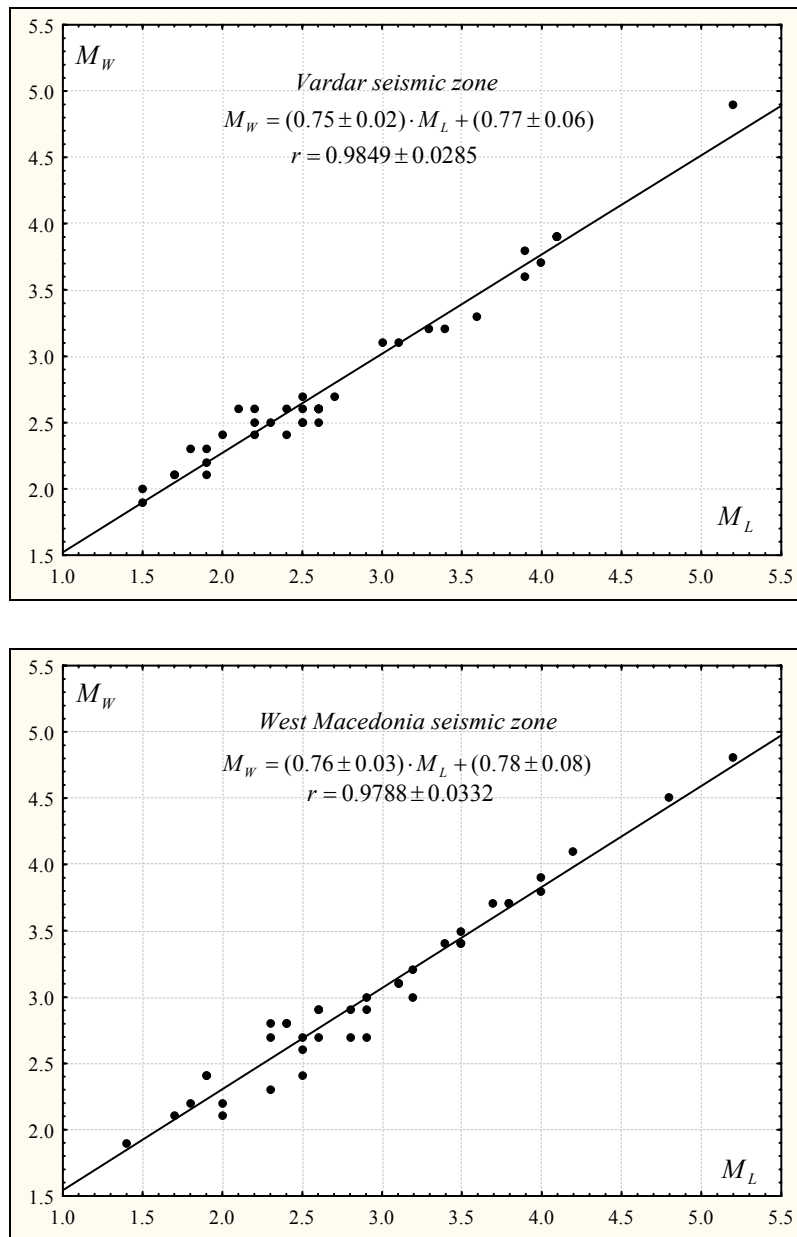 5.5
M_W
Vardar seismic zone
5.0
M_W = (0.75 ± 0.02) · M_L + (0.77 ± 0.06)
4.5
r = 0.9849 ± 0.0285
4.0
3.5
3.0
2.5
2.0
M_L
1.5
1.0 1.5 2.0 2.5 3.0 3.5 4.0 4.5 5.0 5.5
5.5
M_W
West Macedonia seismic zone
5.0
M_W = (0.76 ± 0.03) · M_L + (0.78 ± 0.08)
4.5
r = 0.9788 ± 0.0332
4.0
3.5
3.0
2.5
2.0
M_L
1.5
1.0 1.5 2.0 2.5 3.0 3.5 4.0 4.5 5.0 5.5